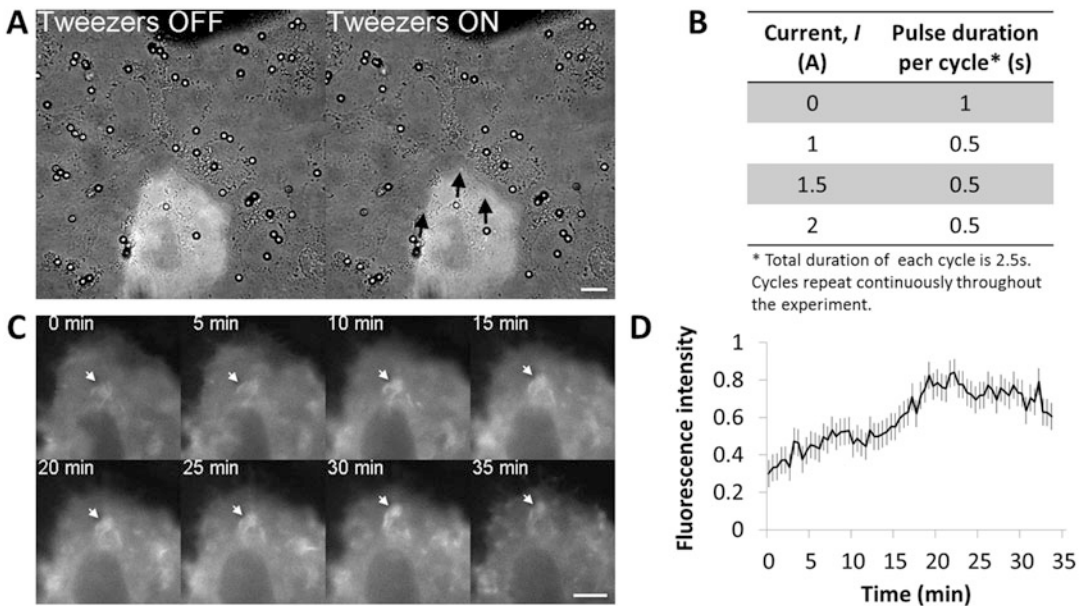 A
Tweezers OFF
Tweezers ON
B
Current, I
(A)
Pulse duration
per cycle* (s)
0
1
1
0.5
1.5
0.5
2
0.5
* Total duration of each cycle is 2.5s.
Cycles repeat continuously throughout
the experiment.
C
0 min
5 min
10 min
15 min
20 min
25 min
30 min
35 min
D
Fluorescence intensity
1
0.8
0.6
0.4
0.2
0
0
5
10
15
20
25
30
35
Time (min)